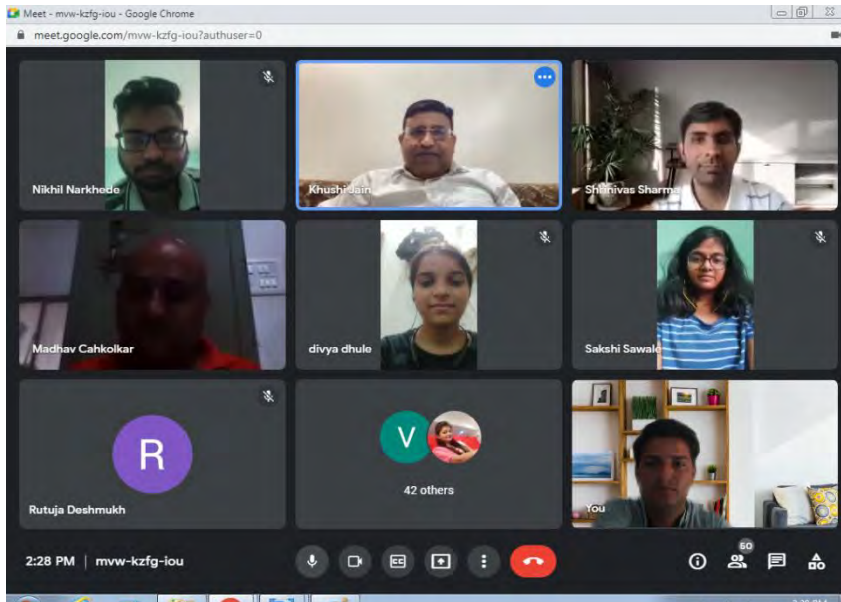 Meet - mvw-kzfg-iou - Google Chrome
meet.google.com/mvw-kzfg-iou?authuser=0
Nikhil Narkhede
Khushi Jain
Shrinivas Sharma
Madhav Cahkolkar
divya dhule
Sakshi Sawale
R
V
42 others
Rutuja Deshmukh
You
2:28 PM | mvw-kzfg-iou
CC
60